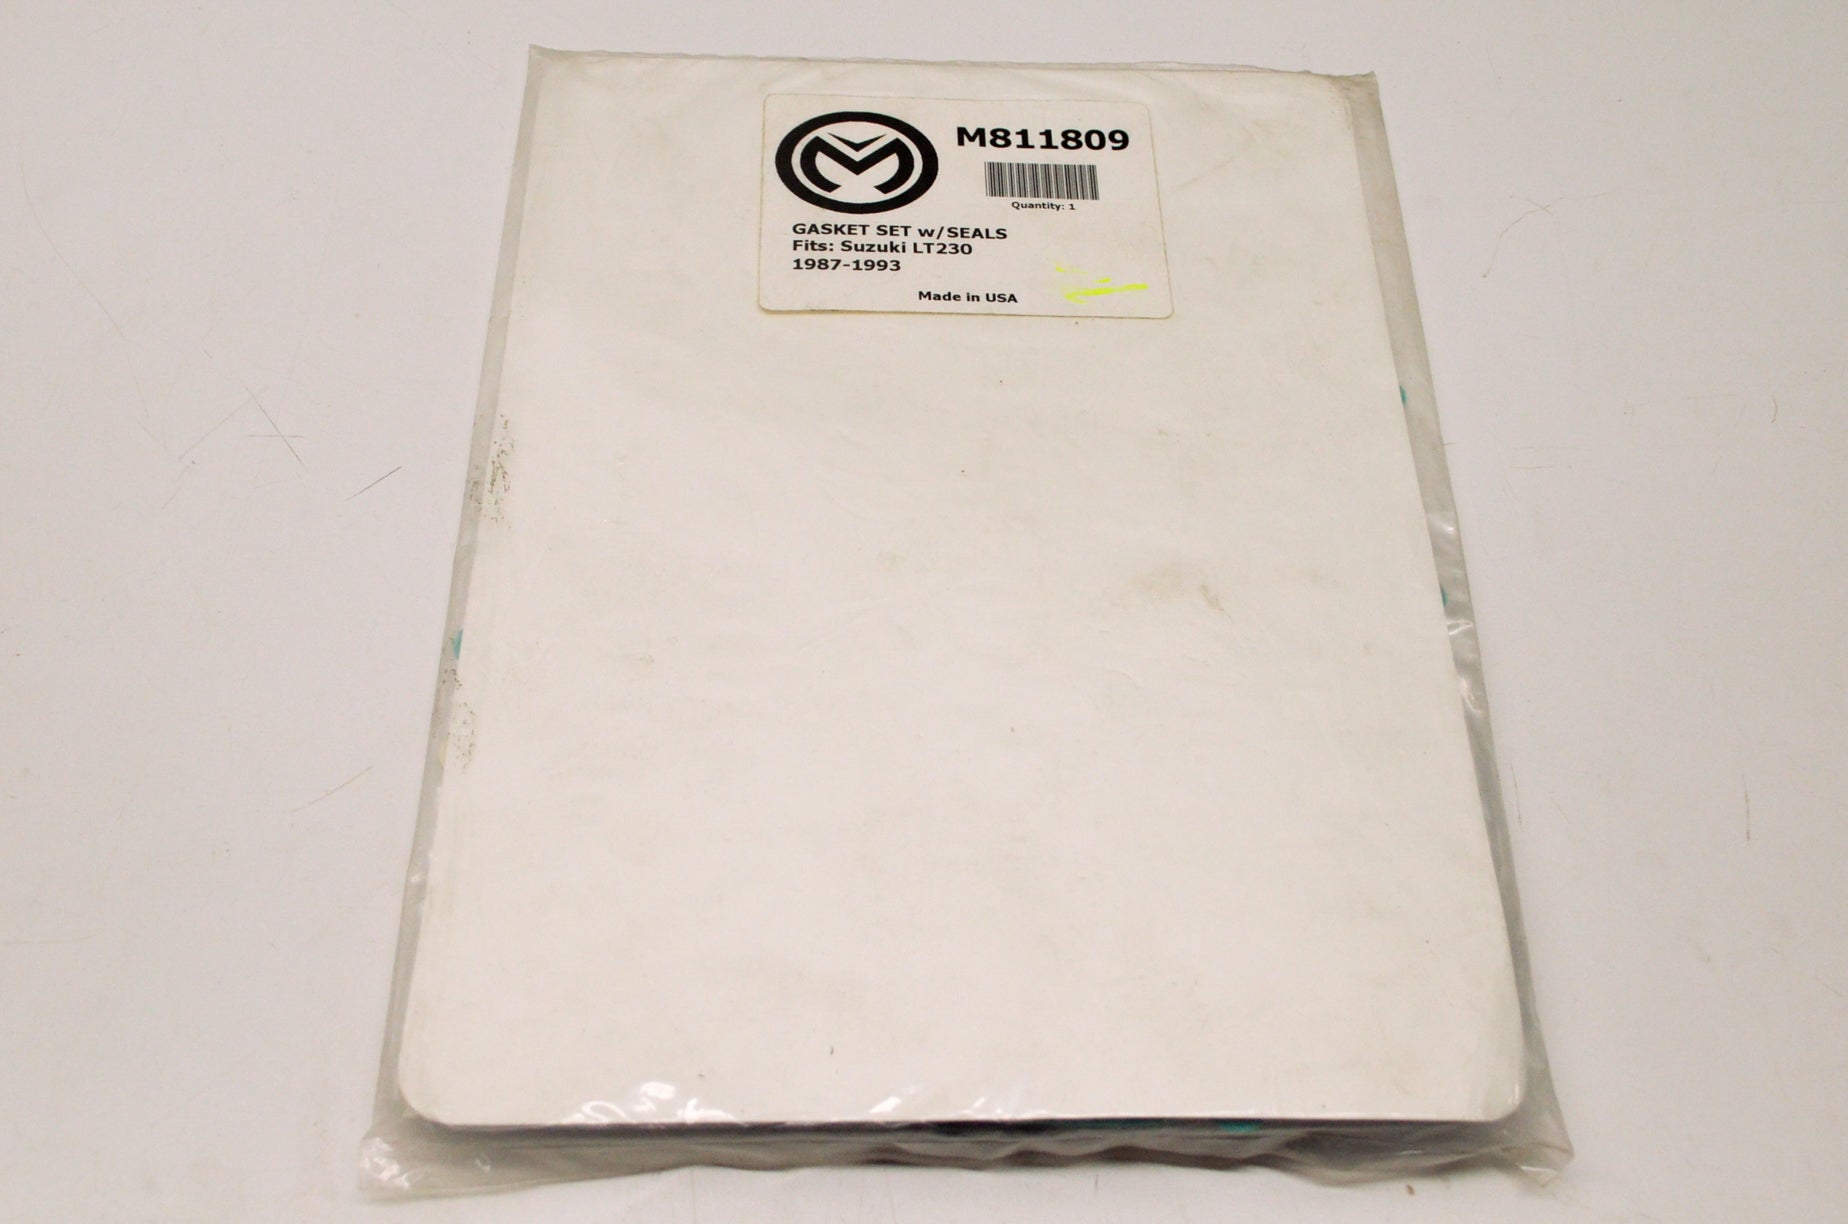 M811809
Quantity: 1
GASKET SET w/SEALS
Fits: Suzuki LT230
1987-1993
Made in USA